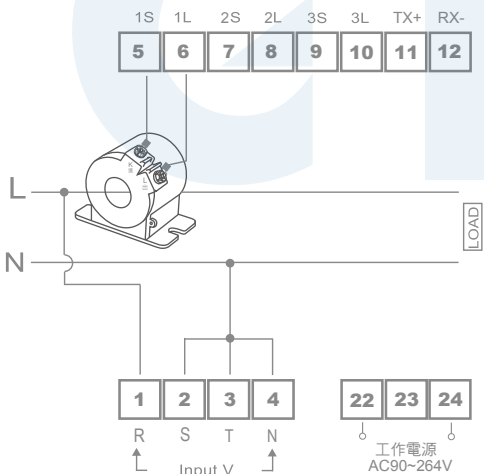 1S 1L 2S 2L 3S 3L TX+ RX-
5 6 7 8 9 10 11 12
K
L
L
LOAD
N
1 2 3 4 22 23 24
R S T N
工作電源
Input V AC90~264V